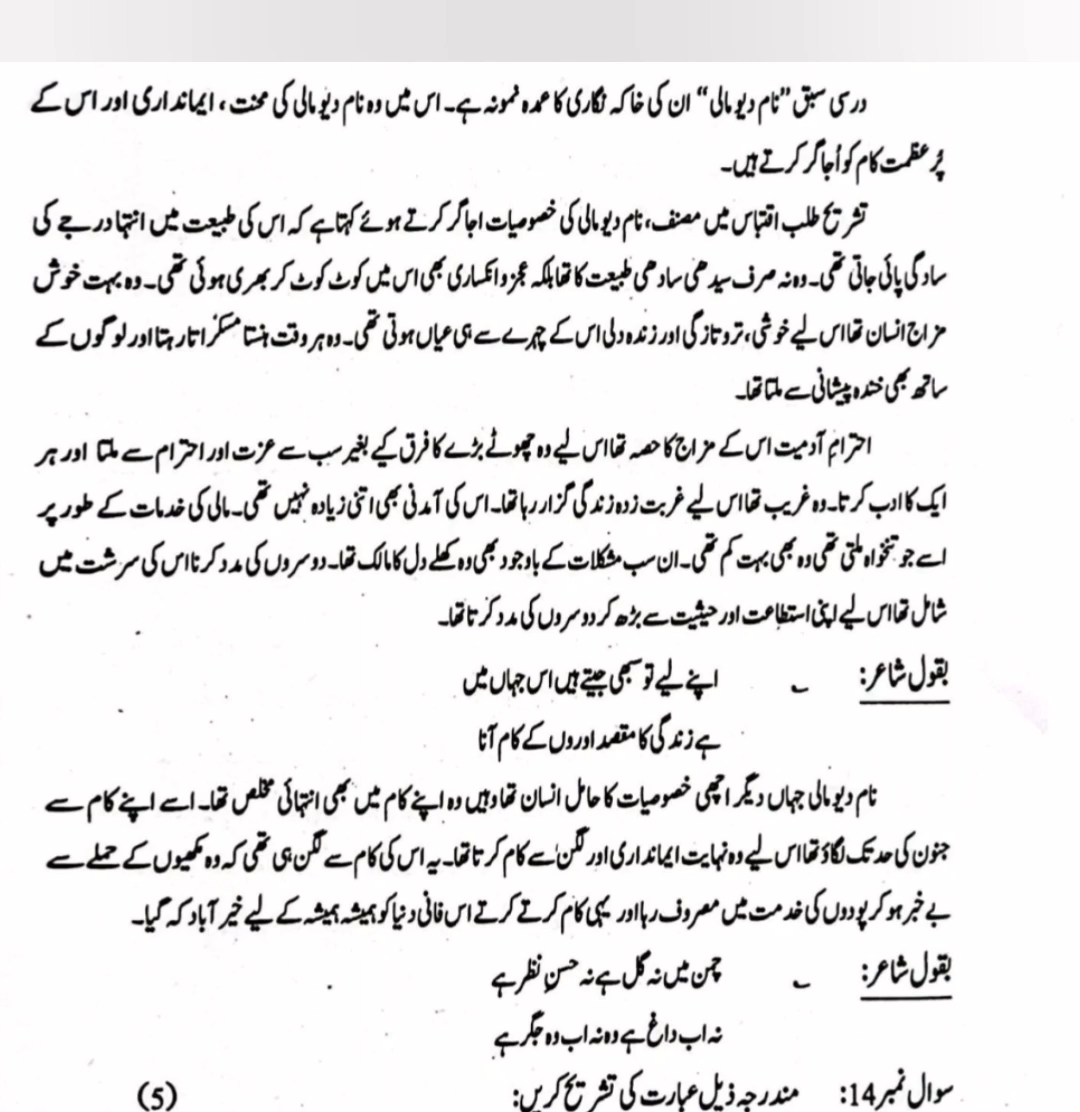 درسی سبق ”نام دیو مالی“ ان کی خاکہ نگاری کا عمدہ نمونہ ہے۔ اس میں وہ نام دیو مالی کی محنت، ایمانداری اور اس کے
پُر عظمت کام کو اُجاگر کرتے ہیں۔
تشریح طلب اقتباس میں مصنف، نام دیو مالی کی خصوصیات اجاگر کرتے ہوئے کہتا ہے کہ اس کی طبیعت میں انتہا درجے کی
سادگی پائی جاتی تھی۔ وہ نہ صرف سیدھی سادھی طبیعت کا تھا بلکہ عجز و انکساری بھی اس میں کوٹ کوٹ کر بھری ہوئی تھی۔ وہ بہت خوش
مزاج انسان تھا اس لیے خوشی، تروتازگی اور زندہ دلی اس کے چہرے سے ہی عیاں ہوتی تھی۔ وہ ہر وقت ہنستا مسکراتا رہتا اور لوگوں کے
ساتھ بھی خندہ پیشانی سے ملتا تھا۔
احترامِ آدمیت اس کے مزاج کا حصہ تھا اس لیے وہ چھوٹے بڑے کا فرق کیے بغیر سب سے عزت اور احترام سے ملتا اور ہر
ایک کا ادب کرتا۔ وہ غریب تھا اس لیے غربت زدہ زندگی گزار رہا تھا۔ اس کی آمدنی بھی اتنی زیادہ نہیں تھی۔ مالی کی خدمات کے طور پر
اسے جو تنخواہ ملتی تھی وہ بھی بہت کم تھی۔ ان سب مشکلات کے باوجود بھی وہ کھلے دل کا مالک تھا۔ دوسروں کی مدد کرنا اس کی سرشت میں
شامل تھا اس لیے اپنی استطاعت اور حیثیت سے بڑھ کر دوسروں کی مدد کرتا تھا۔
بقول شاعر: ؎ اپنے لیے تو سبھی جیتے ہیں اس جہاں میں
ہے زندگی کا مقصد اوروں کے کام آنا
نام دیو مالی جہاں دیگر اچھی خصوصیات کا حامل انسان تھا وہیں وہ اپنے کام میں بھی انتہائی مخلص تھا۔ اسے اپنے کام سے
جنون کی حد تک لگاؤ تھا اس لیے وہ نہایت ایمانداری اور لگن سے کام کرتا تھا۔ یہ اس کی کام سے لگن ہی تھی کہ وہ مکھیوں کے حملے سے
بے خبر ہو کر پودوں کی خدمت میں مصروف رہا اور یہی کام کرتے کرتے اس فانی دنیا کو ہمیشہ ہمیشہ کے لیے خیر آباد کہہ گیا۔
بقول شاعر: ؎ چمن میں نہ گل ہے نہ حسنِ نظر ہے
نہ اب داغ ہے وہ نہ اب وہ جگر ہے
سوال نمبر 14: مندرجہ ذیل عبارت کی تشریح کریں: (5)